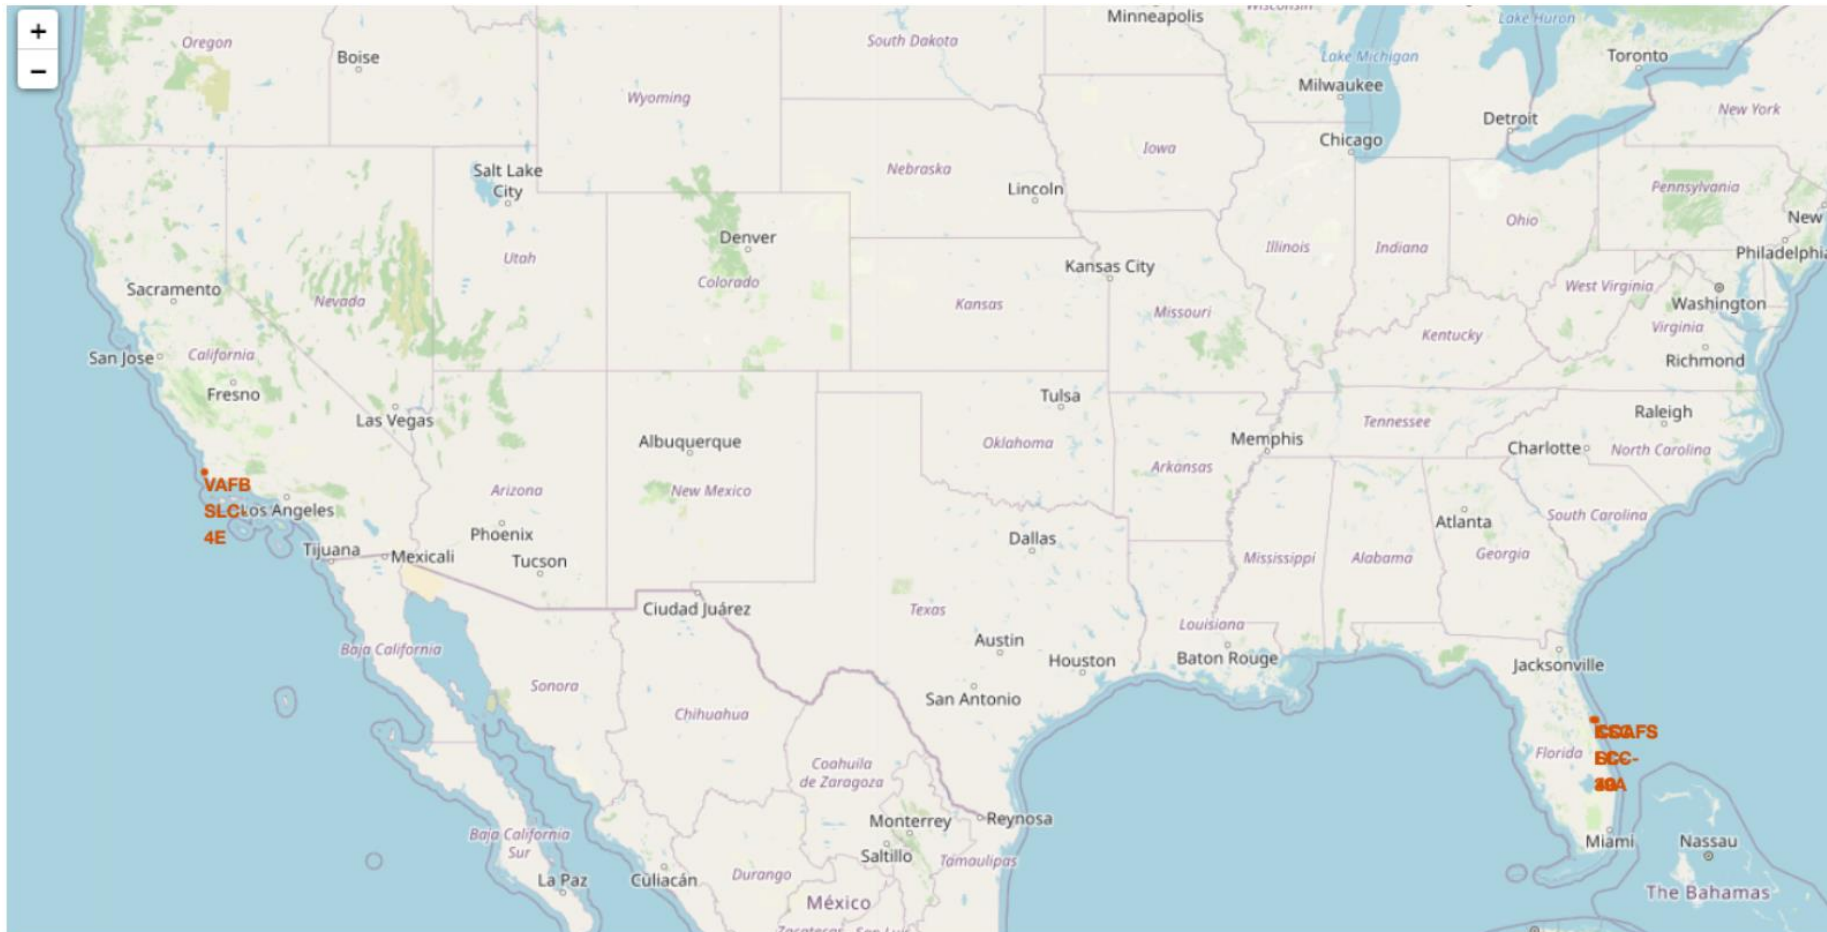 +
−
Oregon
Boise
South Dakota
Minneapolis
Wisconsin
Lake Huron
Lake Michigan
Toronto
Wyoming
Milwaukee
New York
Detroit
Chicago
Iowa
Nebraska
Salt Lake
City
Lincoln
Pennsylvania
New
Ohio
Denver
Illinois
Indiana
Philadelphia
Utah
Kansas City
Colorado
Sacramento
Nevada
Kansas
Missouri
West Virginia
Washington
Virginia
Kentucky
San Jose
California
Richmond
Fresno
Las Vegas
Tulsa
Raleigh
Tennessee
Albuquerque
Oklahoma
Memphis
Charlotte
North Carolina
Arkansas
VAFB
SLC-
4E
Los Angeles
Arizona
New Mexico
Phoenix
Dallas
Atlanta
South Carolina
Tijuana
Mexicali
Tucson
Mississippi
Alabama
Georgia
Ciudad Juárez
Texas
Louisiana
Austin
Baja California
Houston
Baton Rouge
Jacksonville
Sonora
San Antonio
Chihuahua
Florida
Coahuila
de Zaragoza
Monterrey
Reynosa
Baja California
Sur
Saltillo
Tamaulipas
Miami
Nassau
La Paz
Culiacán
Durango
The Bahamas
México
Zacatecas
San Luis